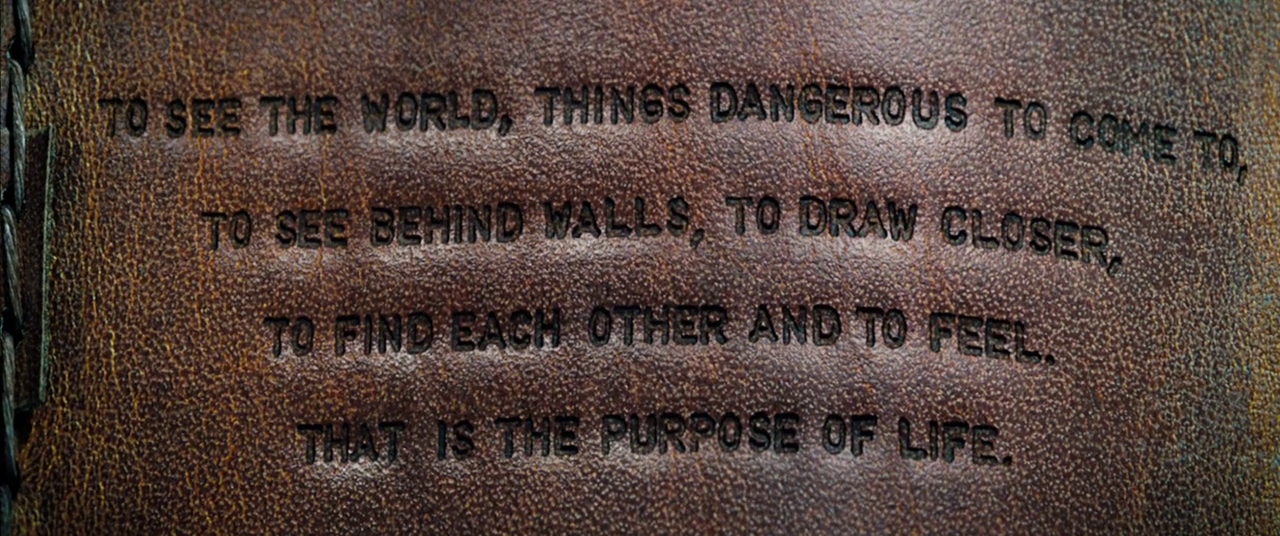 TO SEE THE WORLD, THINGS DANGEROUS TO COME TO,
TO SEE BEHIND WALLS, TO DRAW CLOSER,
TO FIND EACH OTHER AND TO FEEL.
THAT IS THE PURPOSE OF LIFE.